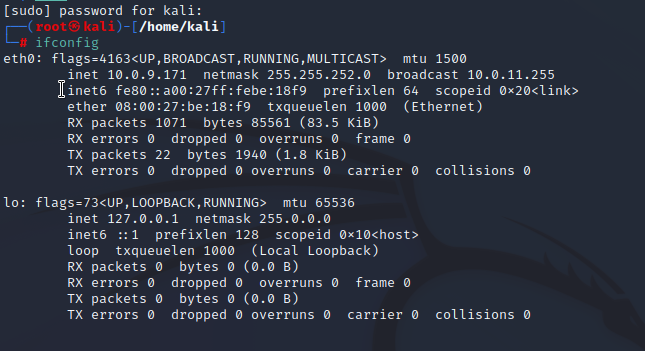 [sudo] password for kali:
┌──(root㉿kali)-[/home/kali]
└─# ifconfig
eth0: flags=4163<UP,BROADCAST,RUNNING,MULTICAST>  mtu 1500
        inet 10.0.9.171  netmask 255.255.252.0  broadcast 10.0.11.255
        inet6 fe80::a00:27ff:febe:18f9  prefixlen 64  scopeid 0×20<link>
        ether 08:00:27:be:18:f9  txqueuelen 1000  (Ethernet)
        RX packets 1071  bytes 85561 (83.5 KiB)
        RX errors 0  dropped 0  overruns 0  frame 0
        TX packets 22  bytes 1940 (1.8 KiB)
        TX errors 0  dropped 0 overruns 0  carrier 0  collisions 0

lo: flags=73<UP,LOOPBACK,RUNNING>  mtu 65536
        inet 127.0.0.1  netmask 255.0.0.0
        inet6 ::1  prefixlen 128  scopeid 0×10<host>
        loop  txqueuelen 1000  (Local Loopback)
        RX packets 0  bytes 0 (0.0 B)
        RX errors 0  dropped 0  overruns 0  frame 0
        TX packets 0  bytes 0 (0.0 B)
        TX errors 0  dropped 0 overruns 0  carrier 0  collisions 0